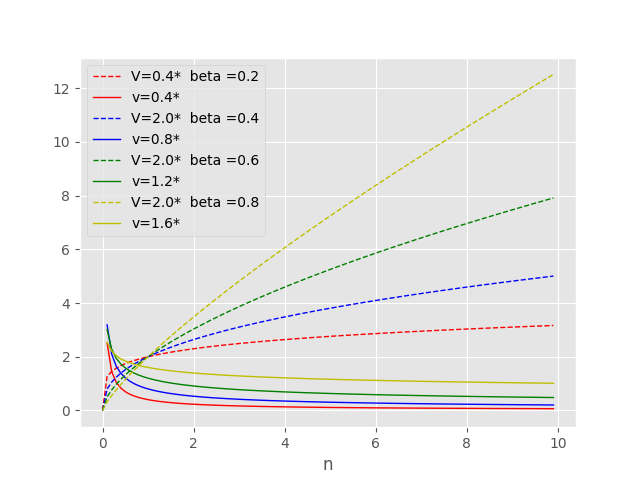 V=0.4*  beta =0.2
v=0.4*
V=2.0*  beta =0.4
v=0.8*
V=2.0*  beta =0.6
v=1.2*
V=2.0*  beta =0.8
v=1.6*
12
10
8
6
4
2
0
0 2 4 6 8 10
n